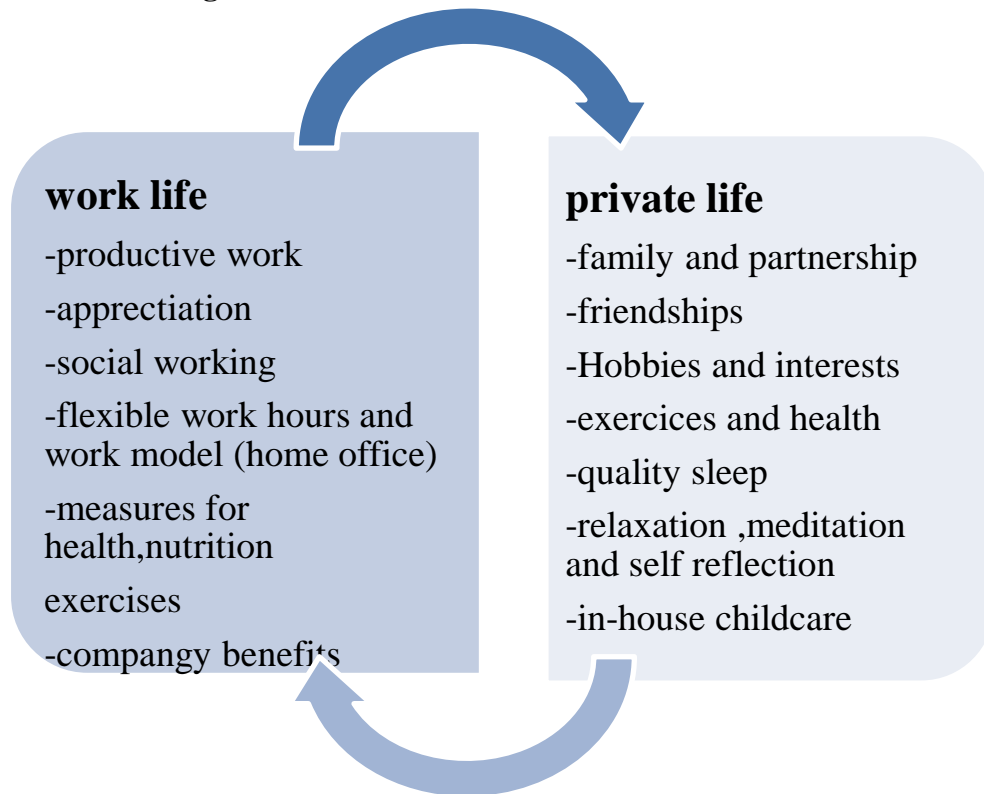 work life
-productive work
-apprectiation
-social working
-flexible work hours and
work model (home office)
-measures for
health,nutrition
exercises
-compangy benefits
private life
-family and partnership
-friendships
-Hobbies and interests
-exercices and health
-quality sleep
-relaxation ,meditation
and self reflection
-in-house childcare